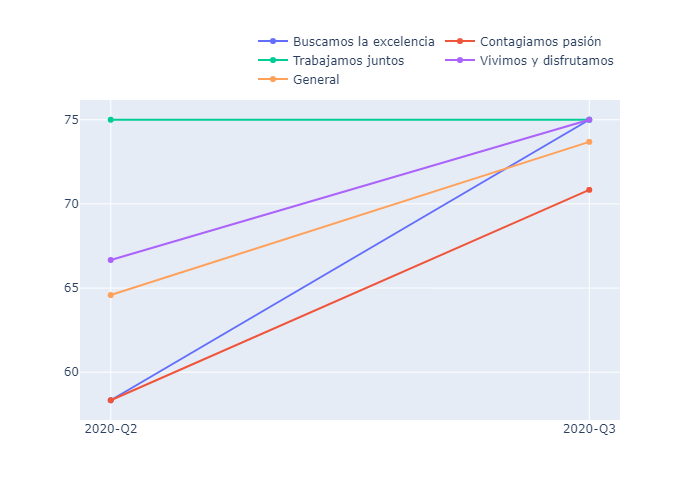 Buscamos la excelencia Contagiamos pasión
Trabajamos juntos Vivimos y disfrutamos
General
75
70
65
60
2020-Q2 2020-Q3